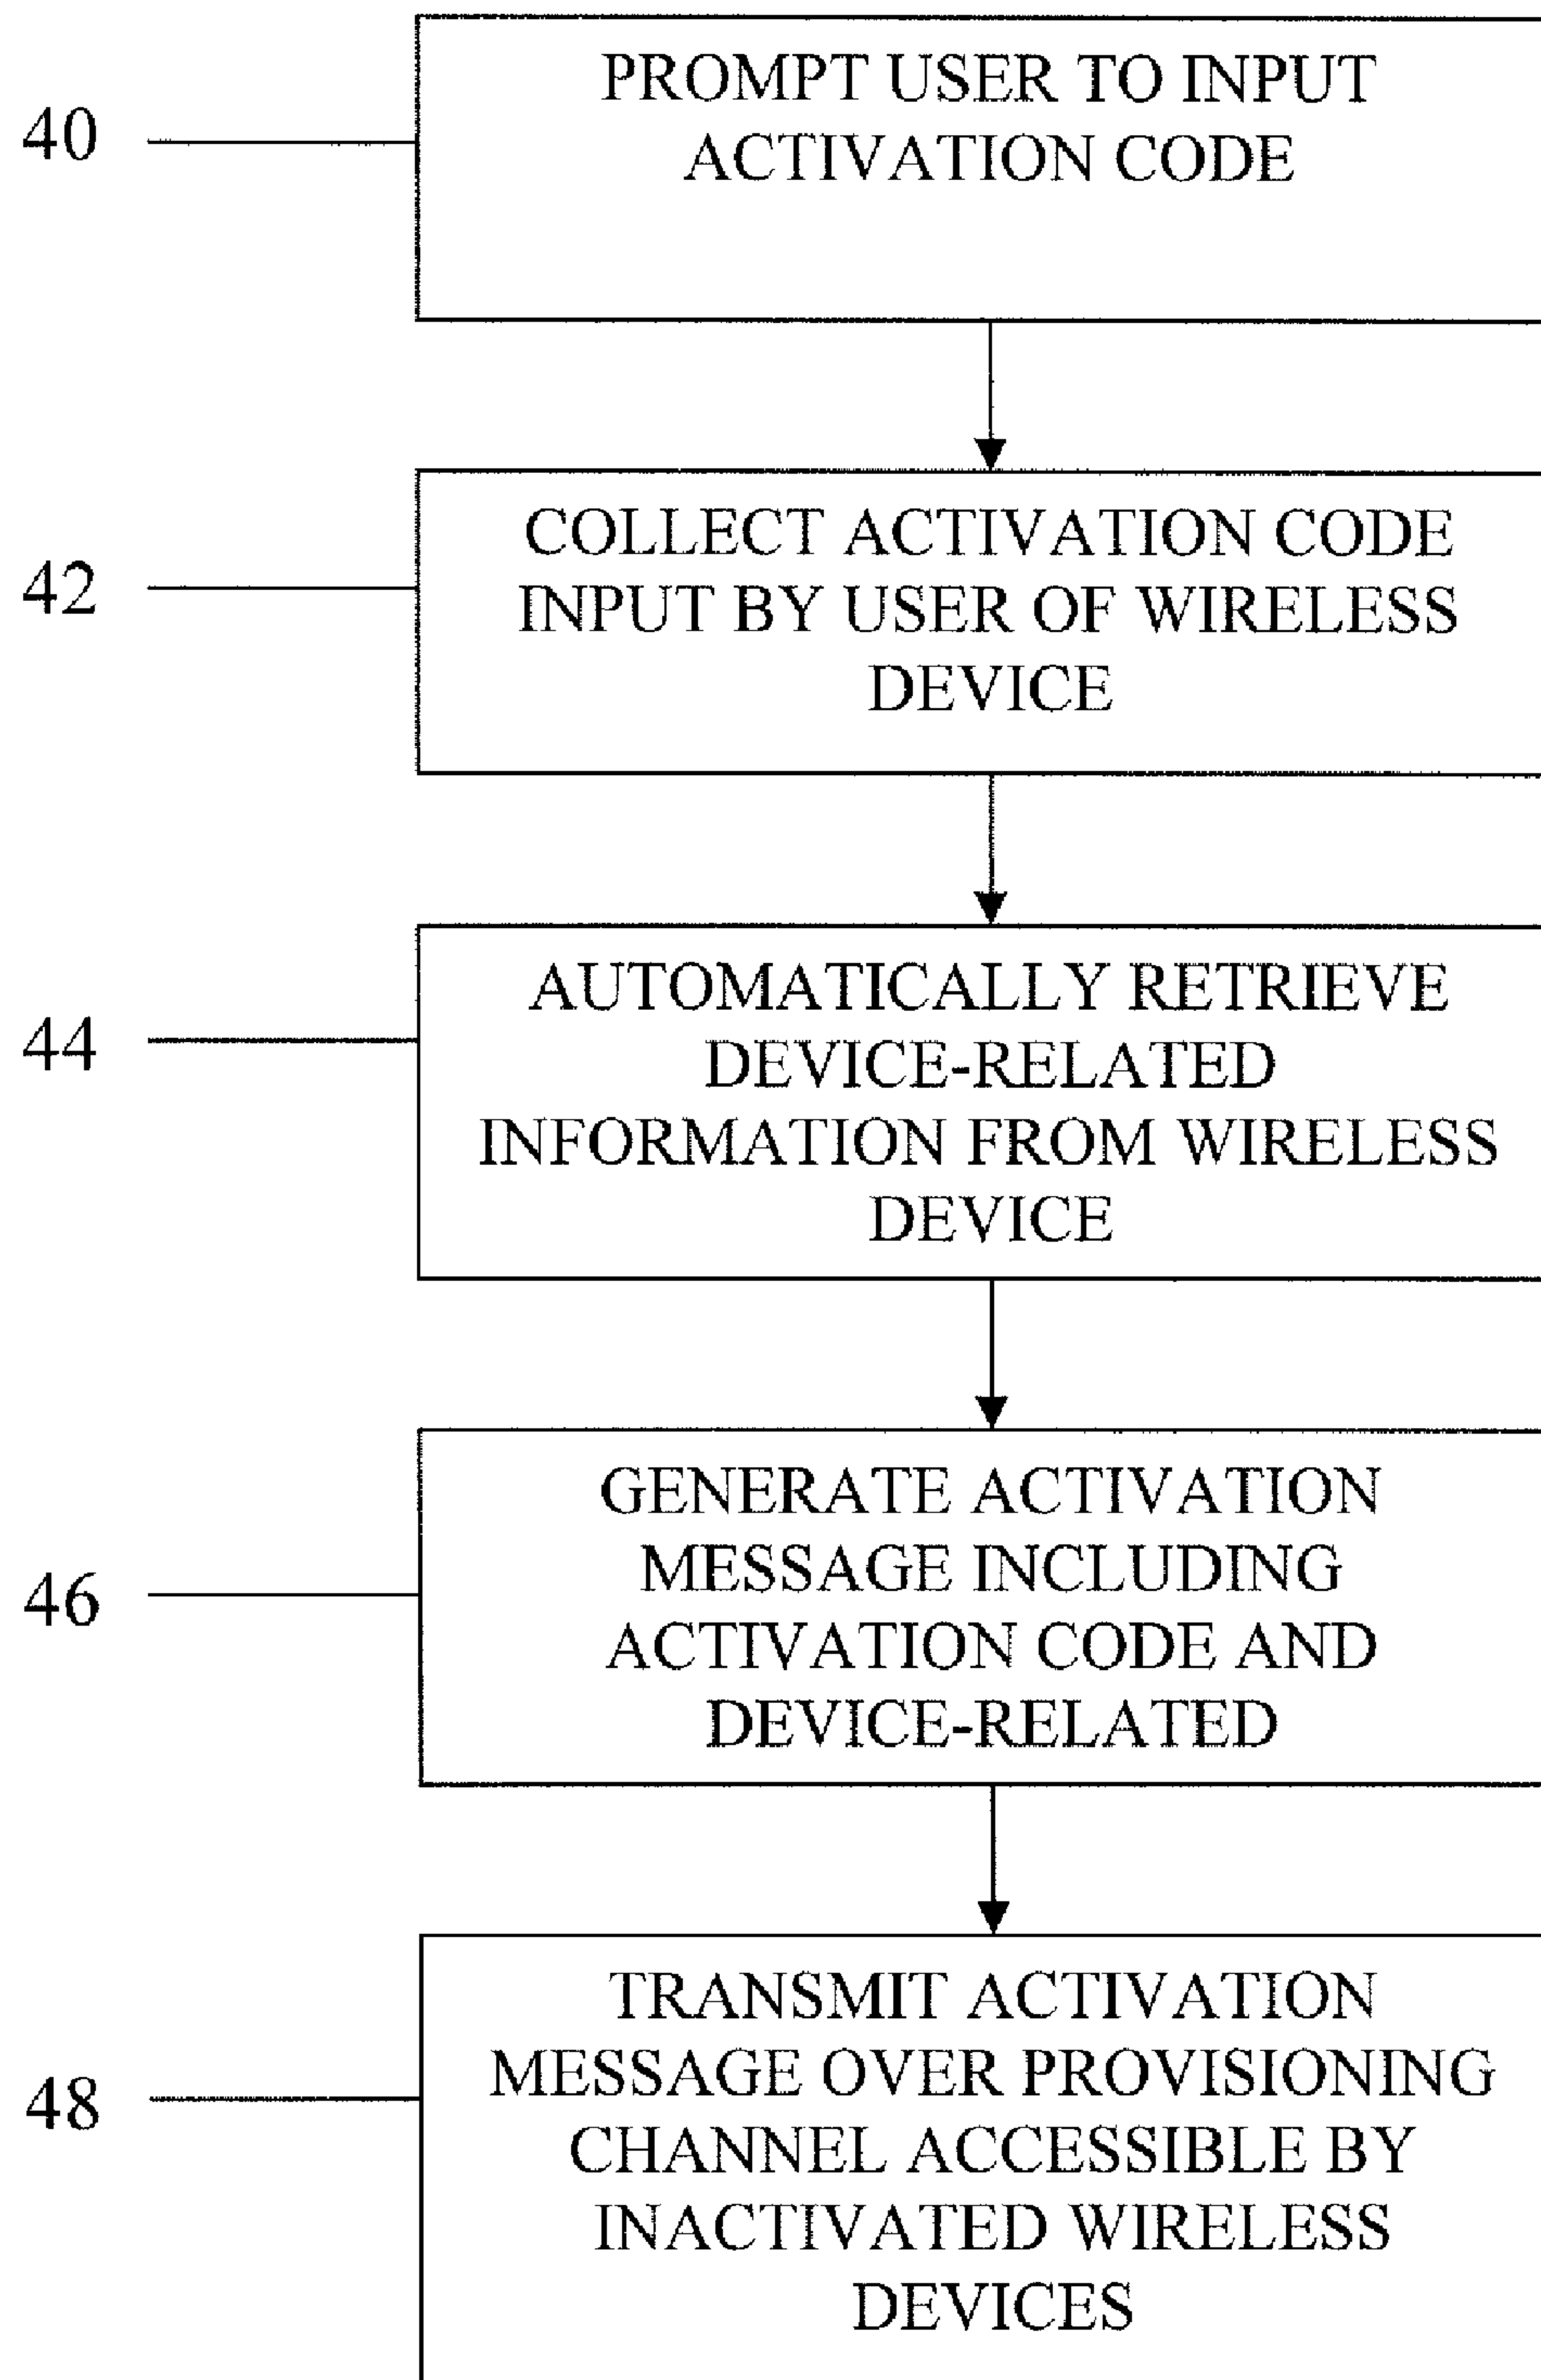 40
PROMPT USER TO INPUT
ACTIVATION CODE
42
COLLECT ACTIVATION CODE
INPUT BY USER OF WIRELESS
DEVICE
44
AUTOMATICALLY RETRIEVE
DEVICE-RELATED
INFORMATION FROM WIRELESS
DEVICE
46
GENERATE ACTIVATION
MESSAGE INCLUDING
ACTIVATION CODE AND
DEVICE-RELATED
48
TRANSMIT ACTIVATION
MESSAGE OVER PROVISIONING
CHANNEL ACCESSIBLE BY
INACTIVATED WIRELESS
DEVICES